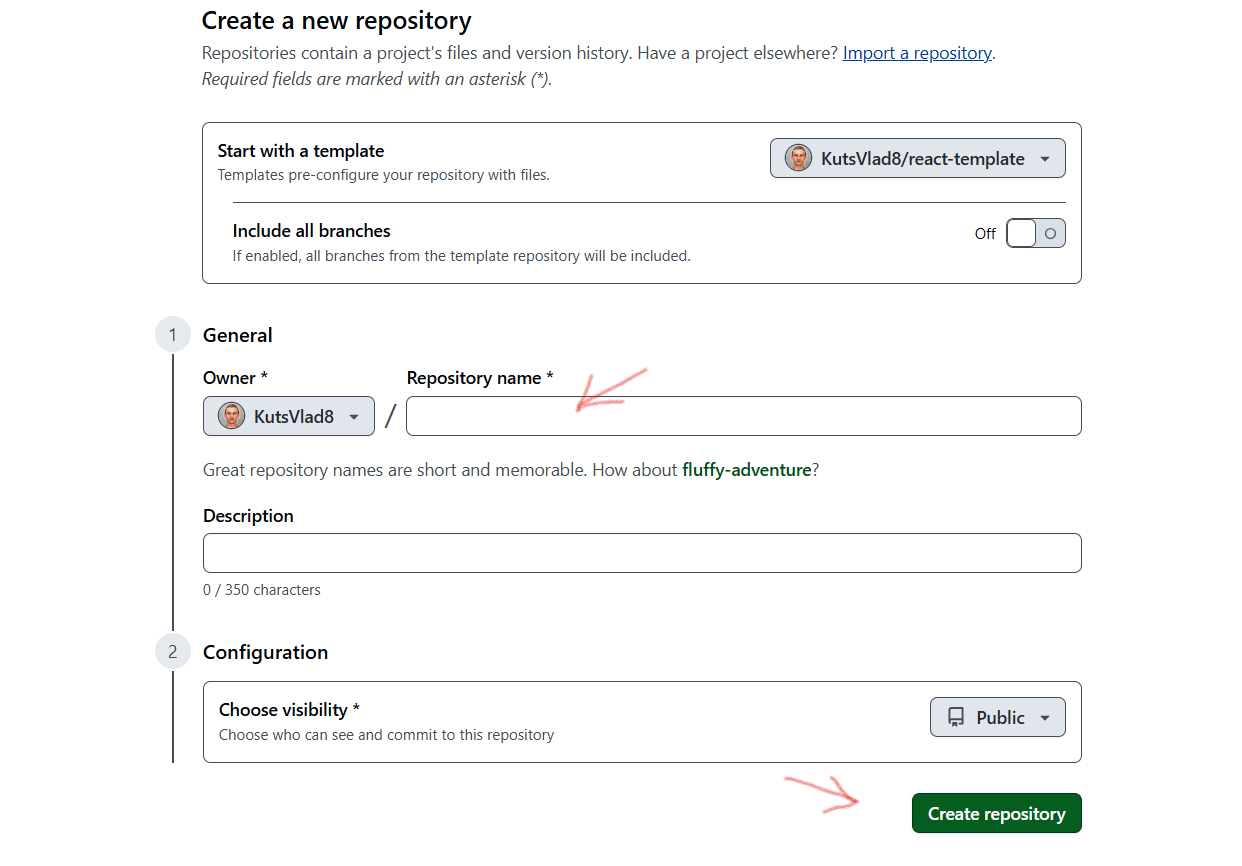 Create a new repository
Repositories contain a project's files and version history. Have a project elsewhere? Import a repository.
Required fields are marked with an asterisk (*).
Start with a template
Templates pre-configure your repository with files.
KutsVlad8/react-template
Include all branches
If enabled, all branches from the template repository will be included.
Off
1
General
Owner *
Repository name *
KutsVlad8
/
Great repository names are short and memorable. How about fluffy-adventure?
Description
0 / 350 characters
2
Configuration
Choose visibility *
Choose who can see and commit to this repository
Public
Create repository